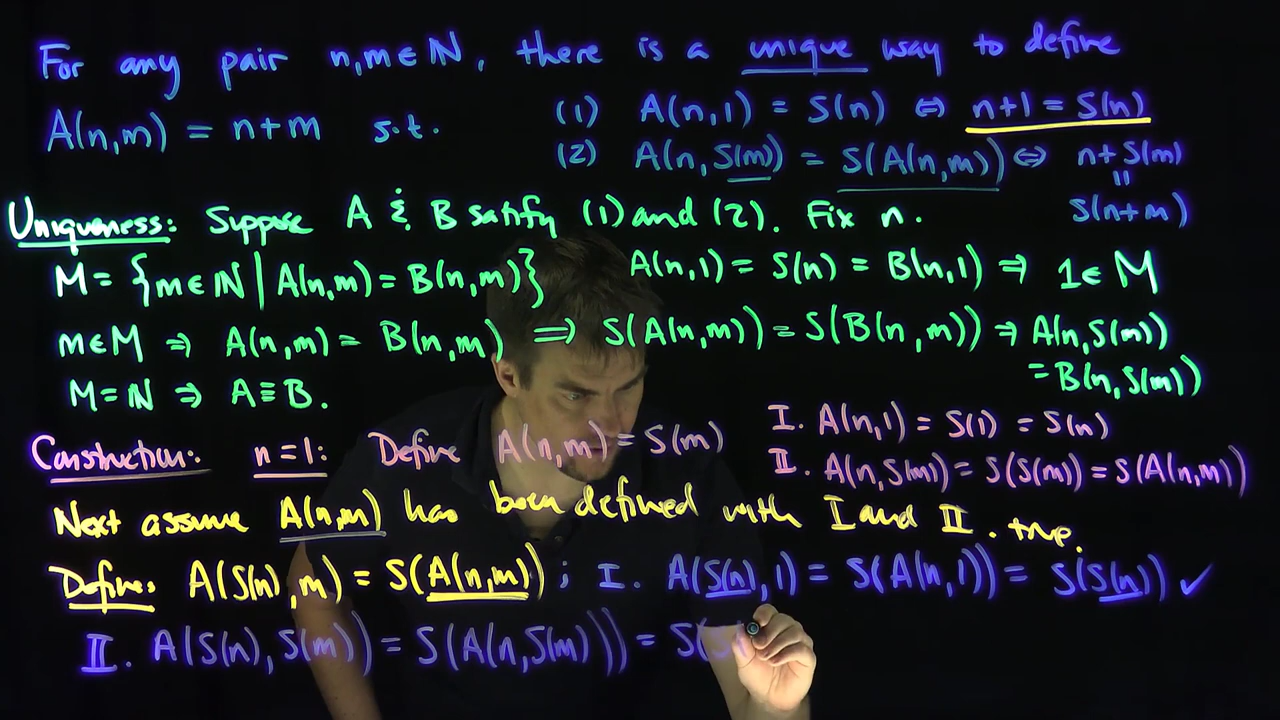 For any pair n,m ∈ ℕ, there is a unique way to define
A(n,m) = n+m s.t. (1) A(n,1) = S(n) ⇔ n+1 = S(n)
(2) A(n,S(m)) = S(A(n,m)) ⇔ n+S(m)
=
S(n+m)
Uniqueness: Suppose A & B satisfy (1) and (2). Fix n.
M = {m ∈ ℕ | A(n,m) = B(n,m)} A(n,1) = S(n) = B(n,1) ⇒ 1 ∈ M
m∈M ⇒ A(n,m) = B(n,m) ⇒ S(A(n,m)) = S(B(n,m)) ⇒ A(n,S(m))
= B(n,S(m))
M = ℕ ⇒ A ≡ B.
Construction: n=1: Define A(n,m) = S(m) I. A(n,1) = S(1) = S(n)
II. A(n,S(m)) = S(S(m)) = S(A(n,m))
Next assume A(n,m) has been defined with I and II. true.
Define: A(S(n),m) = S(A(n,m)) ; I. A(S(n),1) = S(A(n,1)) = S(S(n)) ✓
II. A(S(n),S(m)) = S(A(n,S(m))) = S(S